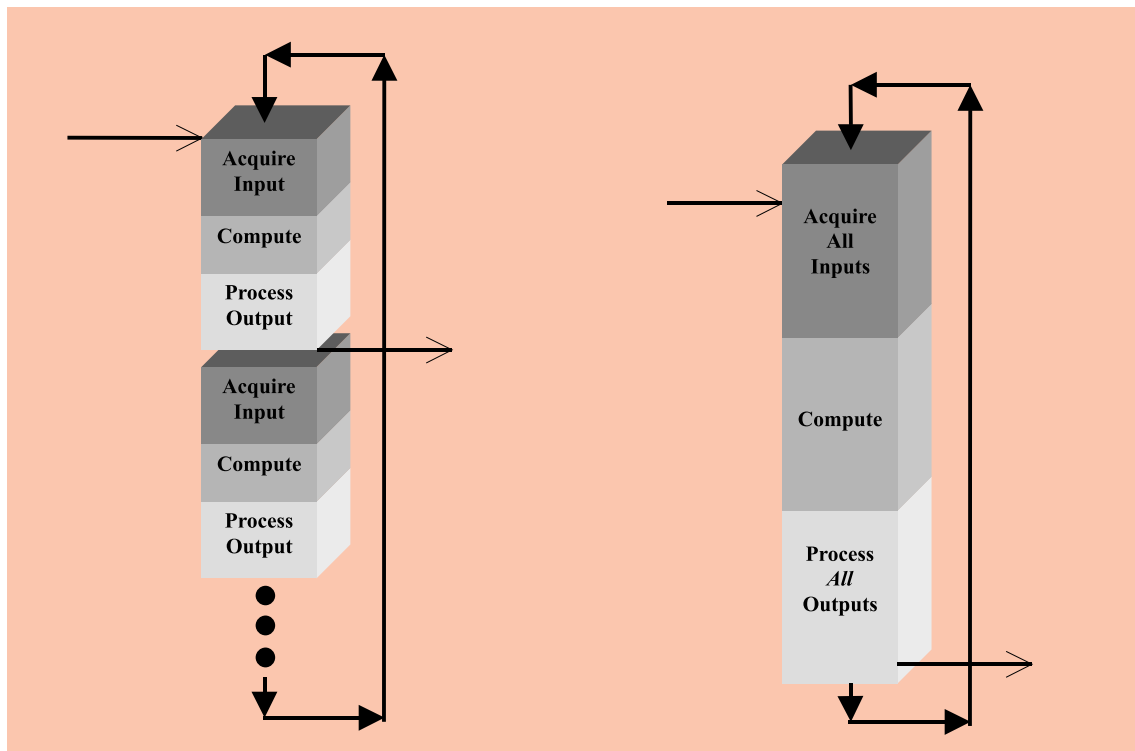 Acquire
Input
Compute
Process
Output
Acquire
Input
Compute
Process
Output
Acquire
All
Inputs
Compute
Process
All
Outputs